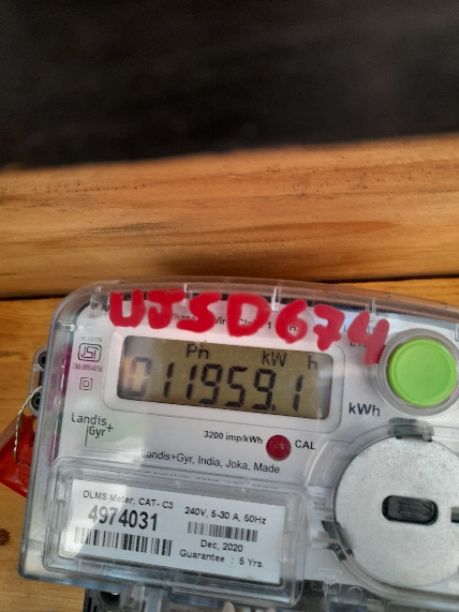 UJSD674
Ph kW h
011959.1
kWh
ISI
Landis
Gyr+
3200 imp/kWh CAL
Landis+Gyr, India, Joka, Made
DLMS Meter, CAT- C3
4974031
240V, 5-30 A, 50Hz
Dec, 2020
Guarantee : 5 Yrs.